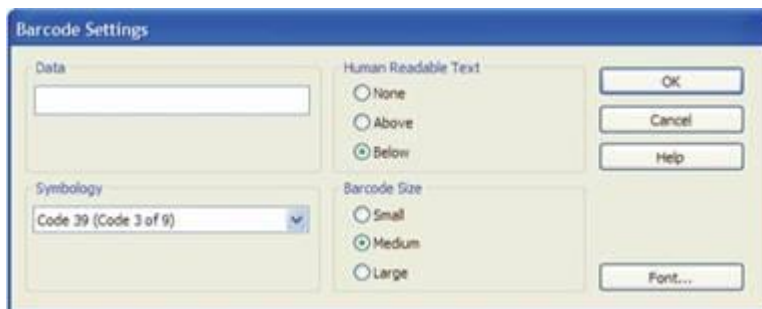 Barcode Settings
Data
Human Readable Text
None
Above
Below
OK
Cancel
Help
Symbology
Code 39 (Code 3 of 9)
Barcode Size
Small
Medium
Large
Font...